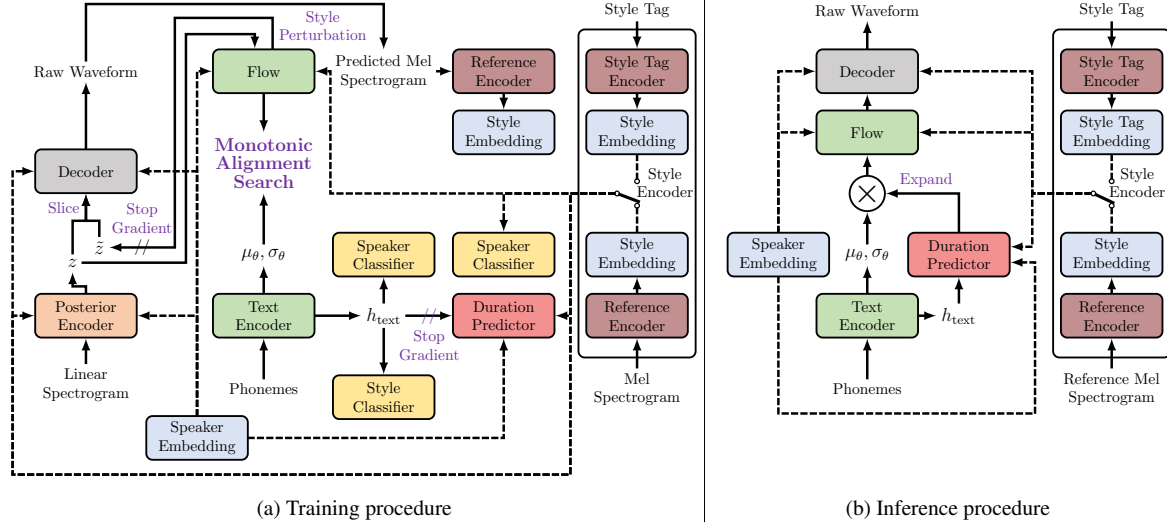 Style
Perturbation
Style Tag
Raw Waveform
Flow
Predicted Mel
Spectrogram
Reference
Encoder
Style Tag
Encoder
Style
Embedding
Style
Embedding
Monotonic
Alignment
Search
Decoder
Style
Encoder
Slice
Stop
Gradient
z
z̃
//
μθ, σθ
Speaker
Classifier
Speaker
Classifier
Style
Embedding
Posterior
Encoder
Text
Encoder
htext
//
Stop
Gradient
Duration
Predictor
Reference
Encoder
Linear
Spectrogram
Phonemes
Style
Classifier
Mel
Spectrogram
Speaker
Embedding
(a) Training procedure
Raw Waveform
Style Tag
Decoder
Style Tag
Encoder
Flow
Style Tag
Embedding
Expand
Style
Encoder
Speaker
Embedding
μθ, σθ
Duration
Predictor
Style
Embedding
Text
Encoder
htext
Reference
Encoder
Phonemes
Reference Mel
Spectrogram
(b) Inference procedure